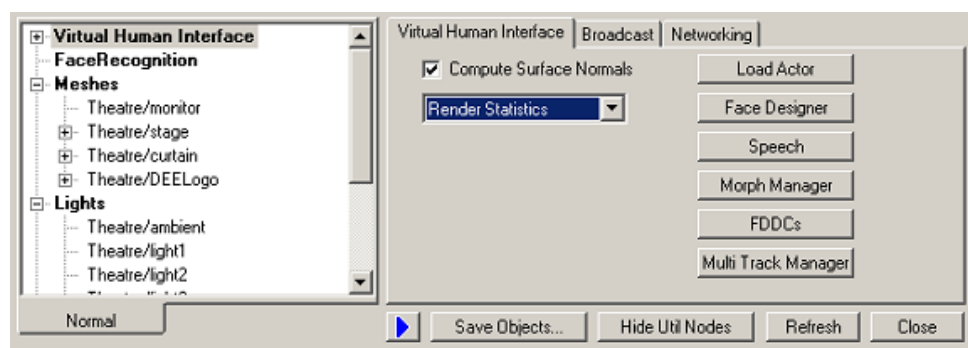 Virtual Human Interface
FaceRecognition
Meshes
Theatre/monitor
Theatre/stage
Theatre/curtain
Theatre/DEELogo
Lights
Theatre/ambient
Theatre/light1
Theatre/light2
Normal
Virtual Human Interface Broadcast Networking
Compute Surface Normals
Render Statistics
Load Actor
Face Designer
Speech
Morph Manager
FDDCs
Multi Track Manager
Save Objects... Hide Util Nodes Refresh Close